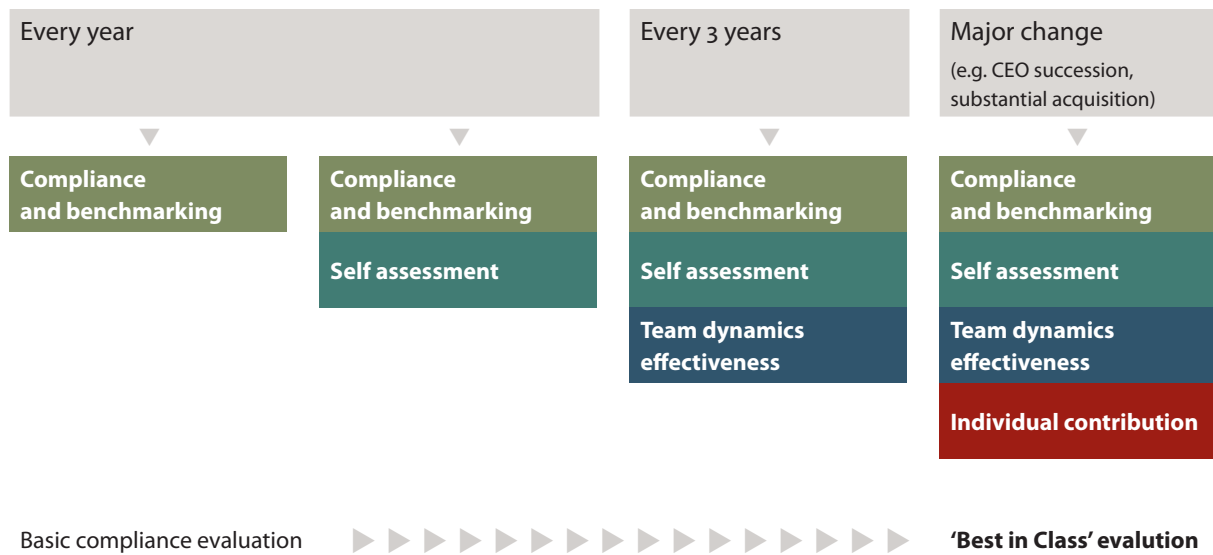 Every year
Every 3 years
Major change
(e.g. CEO succession,
substantial acquisition)
Compliance
and benchmarking
Compliance
and benchmarking
Self assessment
Compliance
and benchmarking
Self assessment
Team dynamics
effectiveness
Compliance
and benchmarking
Self assessment
Team dynamics
effectiveness
Individual contribution
Basic compliance evaluation
‘Best in Class’ evalution